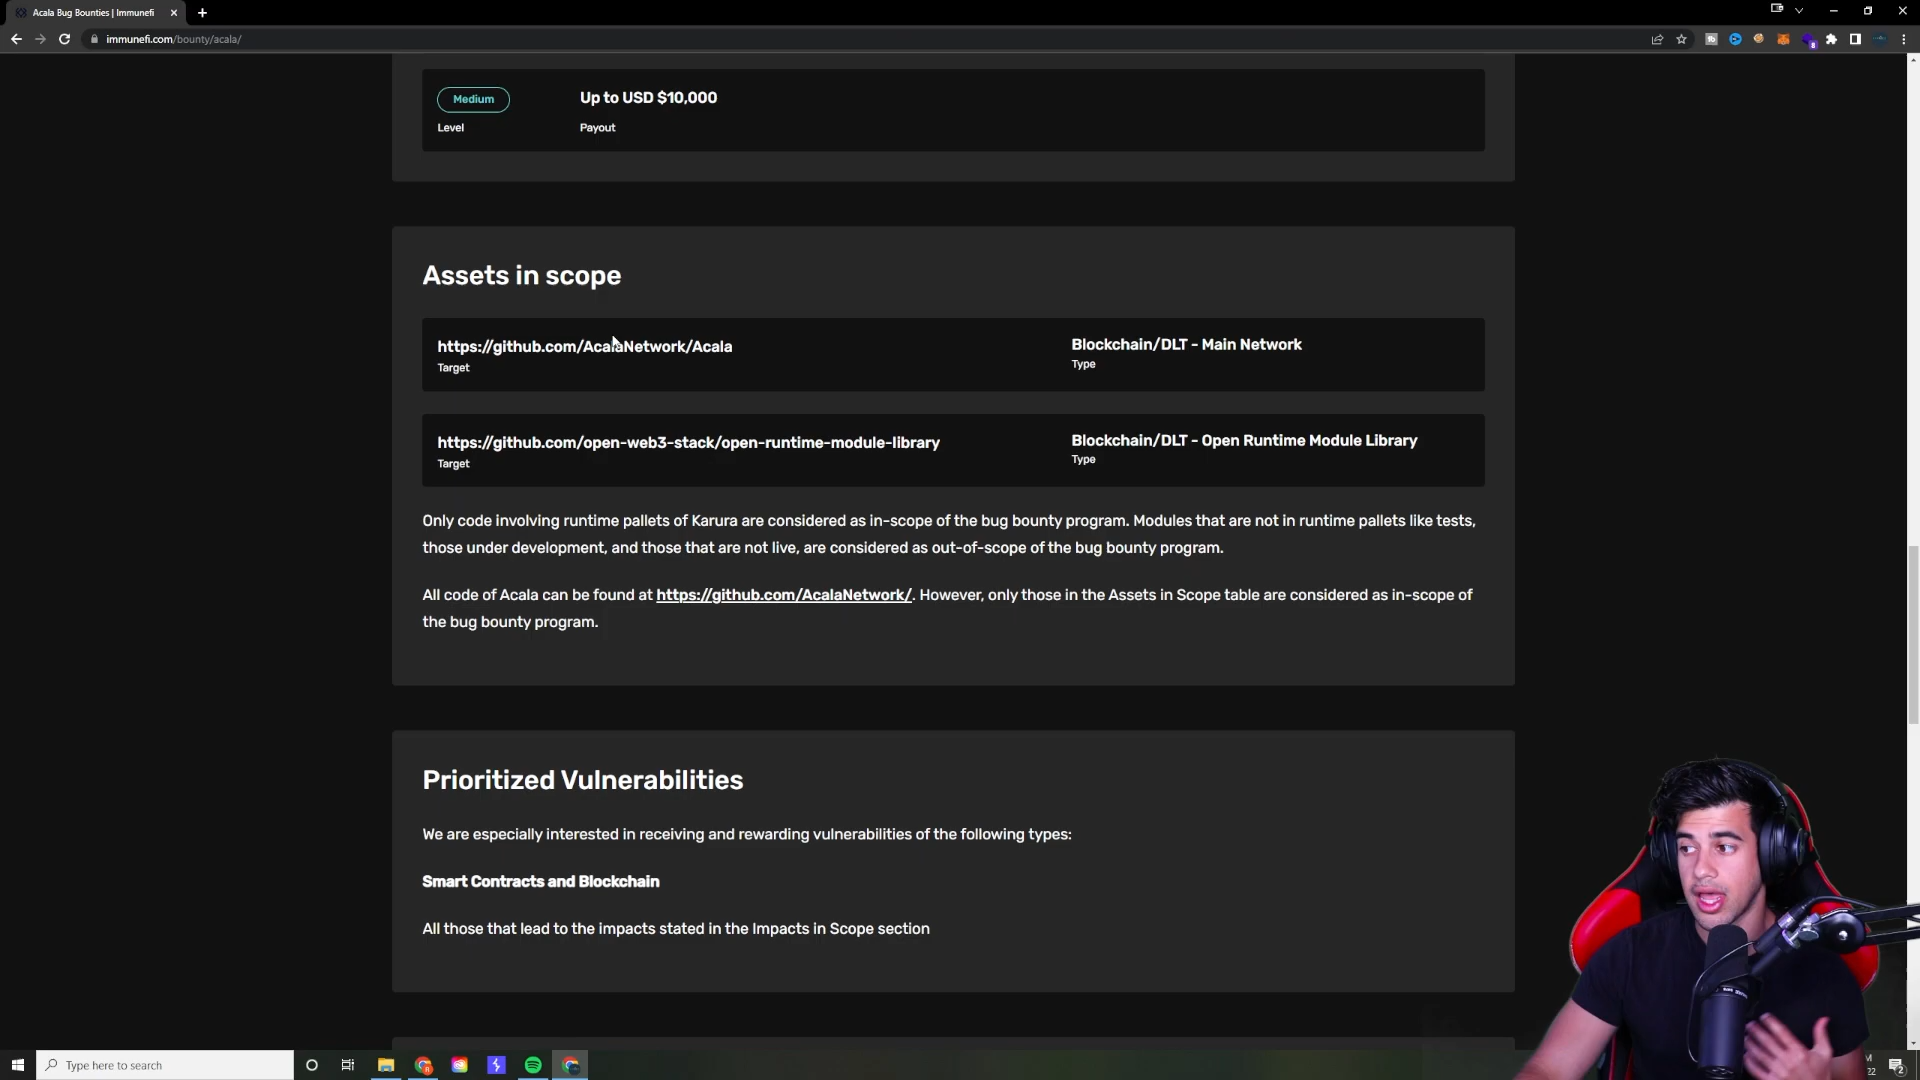 Acala Bug Bounties | Immunefi
immunefi.com/bounty/acala/
8
Medium
Up to USD $10,000
Level
Payout
Assets in scope
https://github.com/AcalaNetwork/Acala
Blockchain/DLT - Main Network
Target
Type
https://github.com/open-web3-stack/open-runtime-module-library
Blockchain/DLT - Open Runtime Module Library
Target
Type
Only code involving runtime pallets of Karura are considered as in-scope of the bug bounty program. Modules that are not in runtime pallets like tests,
those under development, and those that are not live, are considered as out-of-scope of the bug bounty program.
All code of Acala can be found at https://github.com/AcalaNetwork/. However, only those in the Assets in Scope table are considered as in-scope of
the bug bounty program.
Prioritized Vulnerabilities
We are especially interested in receiving and rewarding vulnerabilities of the following types:
Smart Contracts and Blockchain
All those that lead to the impacts stated in the Impacts in Scope section
Type here to search
M
22
2